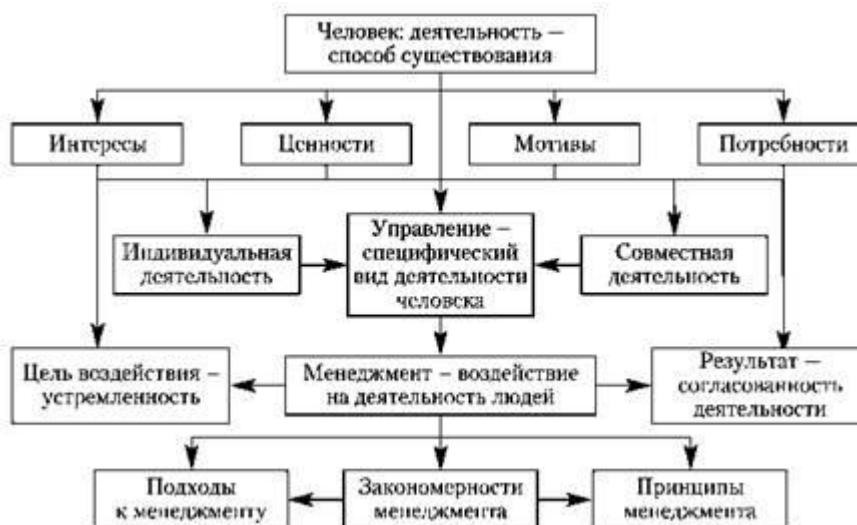 Человек: деятельность –
способ существования
Интересы
Ценности
Мотивы
Потребности
Управление –
специфический
вид деятельности
человека
Индивидуальная
деятельность
Совместная
деятельность
Цель воздействия –
устремленность
Менеджмент – воздействие
на деятельность людей
Результат –
согласованность
деятельности
Подходы
к менеджменту
Закономерности
менеджмента
Принципы
менеджмента